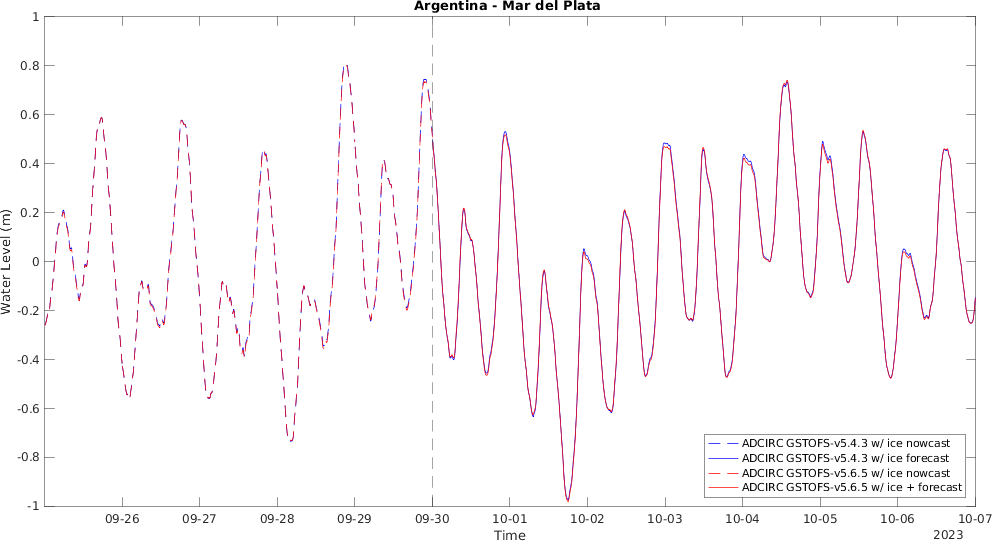 Argentina - Mar del Plata
1
0.8
0.6
0.4
0.2
0
-0.2
-0.4
-0.6
-0.8
-1
Water Level (m)
ADCIRC GSTOFS-v5.4.3 w/ ice nowcast
ADCIRC GSTOFS-v5.4.3 w/ ice forecast
ADCIRC GSTOFS-v5.6.5 w/ ice nowcast
ADCIRC GSTOFS-v5.6.5 w/ ice + forecast
09-26 09-27 09-28 09-29 09-30 10-01 10-02 10-03 10-04 10-05 10-06 10-07
Time
2023